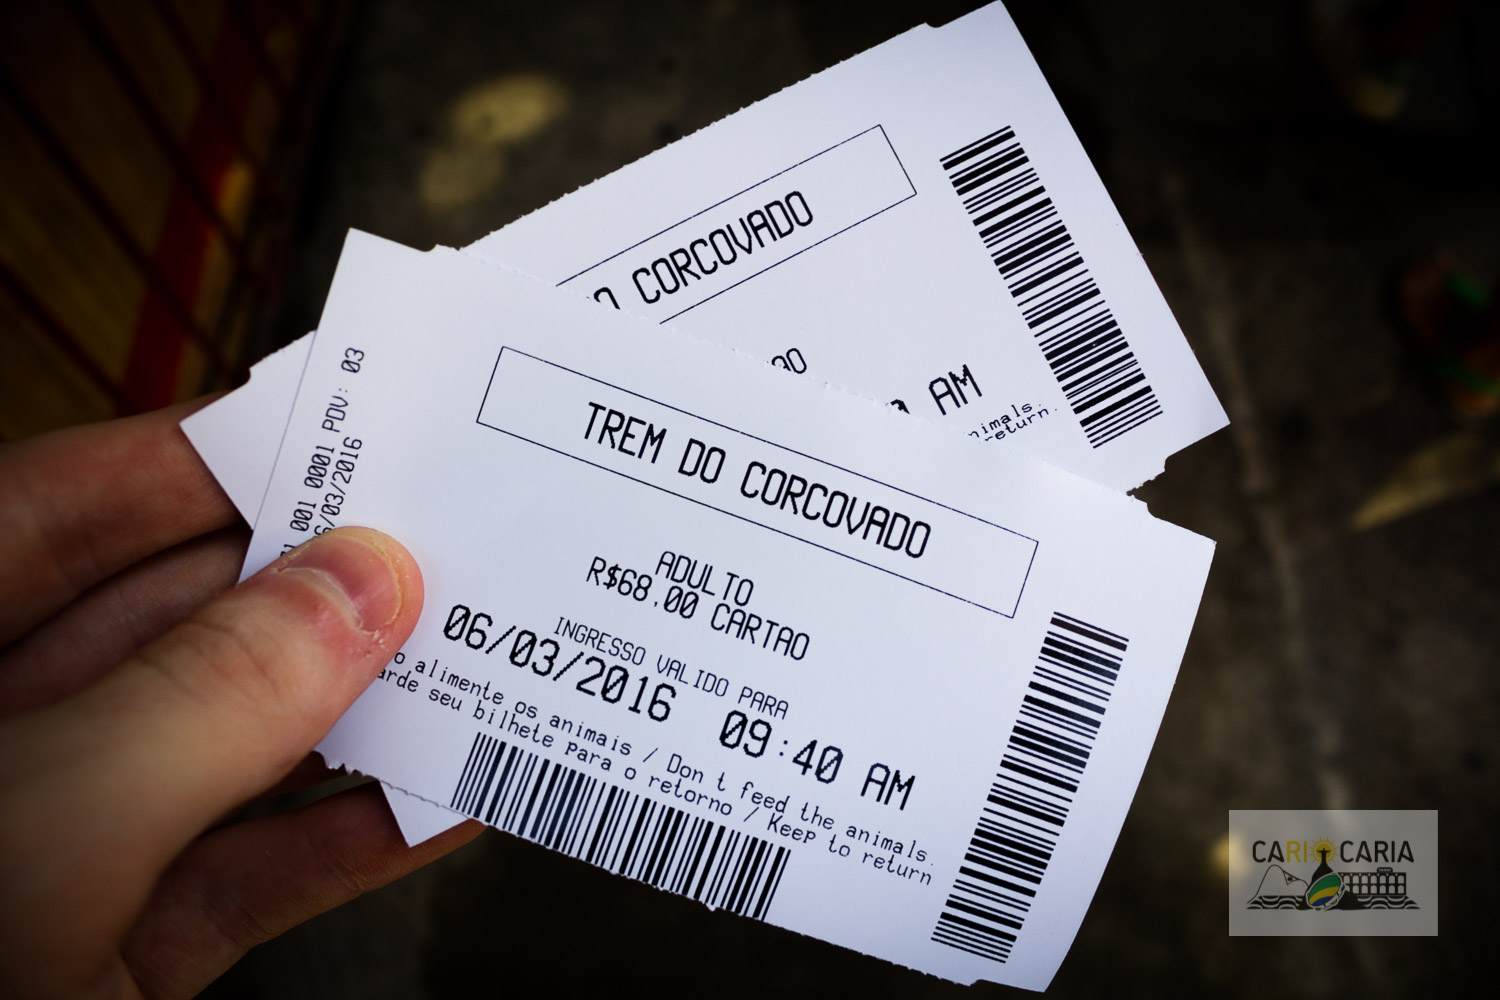 O CORCOVADO
AM
animals.
return.
001 0001 PDV: 03
/03/2016
TREM DO CORCOVADO
ADULTO
R$68.00 CARTAO
INGRESSO VALIDO PARA
06/03/2016 09:40 AM
o alimente os animais / Don t feed the animals.
arde seu bilhete para o retorno / Keep to return
CARIOCARIA